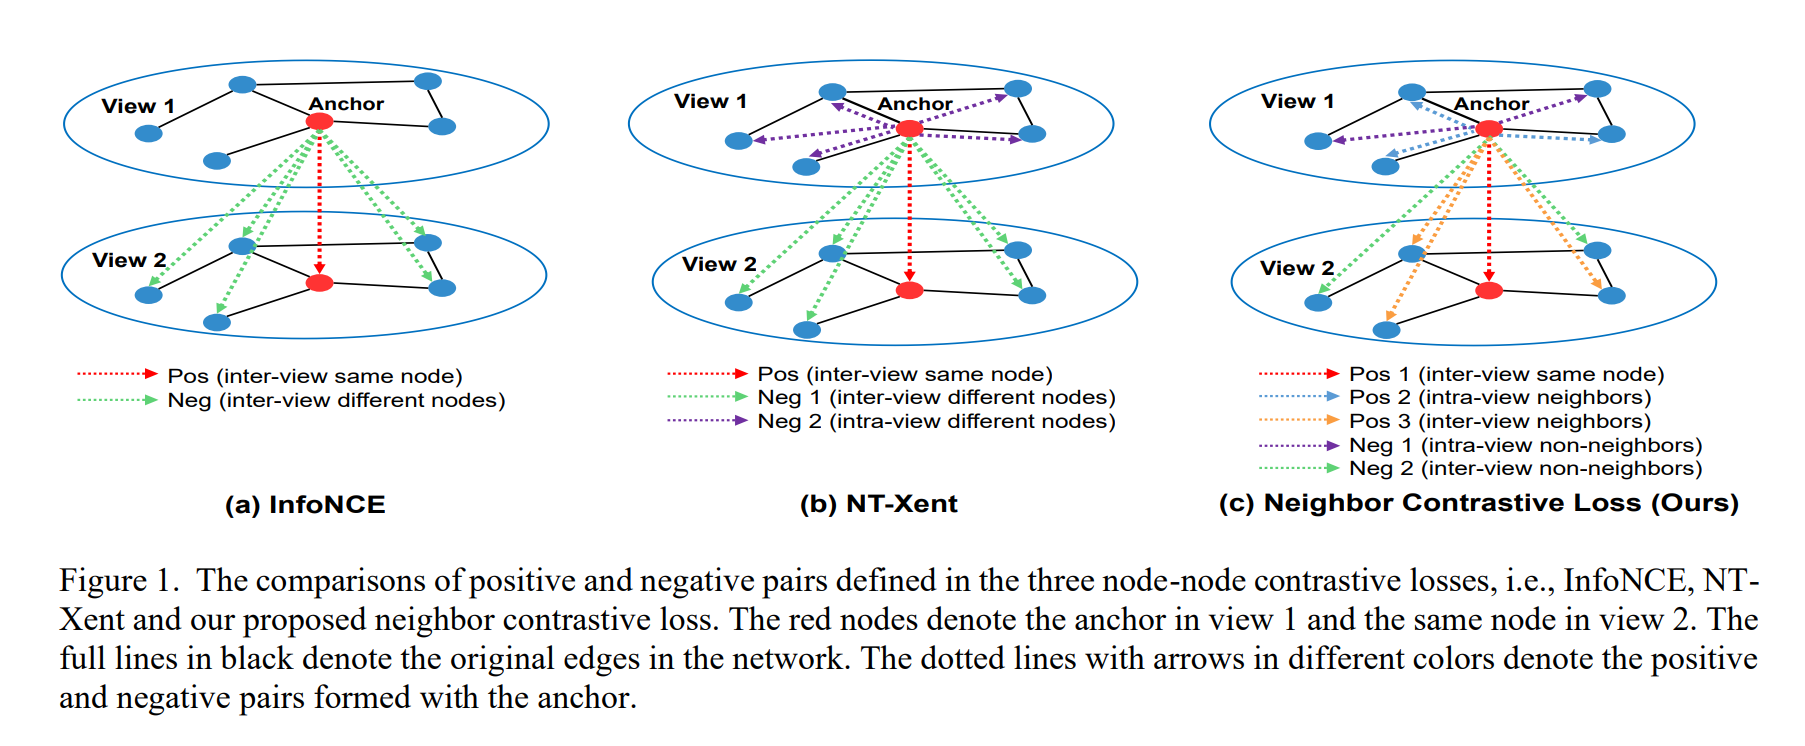 View 1
Anchor
View 2
Pos (inter-view same node)
Neg (inter-view different nodes)
(a) InfoNCE
View 1
Anchor
View 2
Pos (inter-view same node)
Neg 1 (inter-view different nodes)
Neg 2 (intra-view different nodes)
(b) NT-Xent
View 1
Anchor
View 2
Pos 1 (inter-view same node)
Pos 2 (intra-view neighbors)
Pos 3 (inter-view neighbors)
Neg 1 (intra-view non-neighbors)
Neg 2 (inter-view non-neighbors)
(c) Neighbor Contrastive Loss (Ours)
Figure 1. The comparisons of positive and negative pairs defined in the three node-node contrastive losses, i.e., InfoNCE, NT-
Xent and our proposed neighbor contrastive loss. The red nodes denote the anchor in view 1 and the same node in view 2. The
full lines in black denote the original edges in the network. The dotted lines with arrows in different colors denote the positive
and negative pairs formed with the anchor.